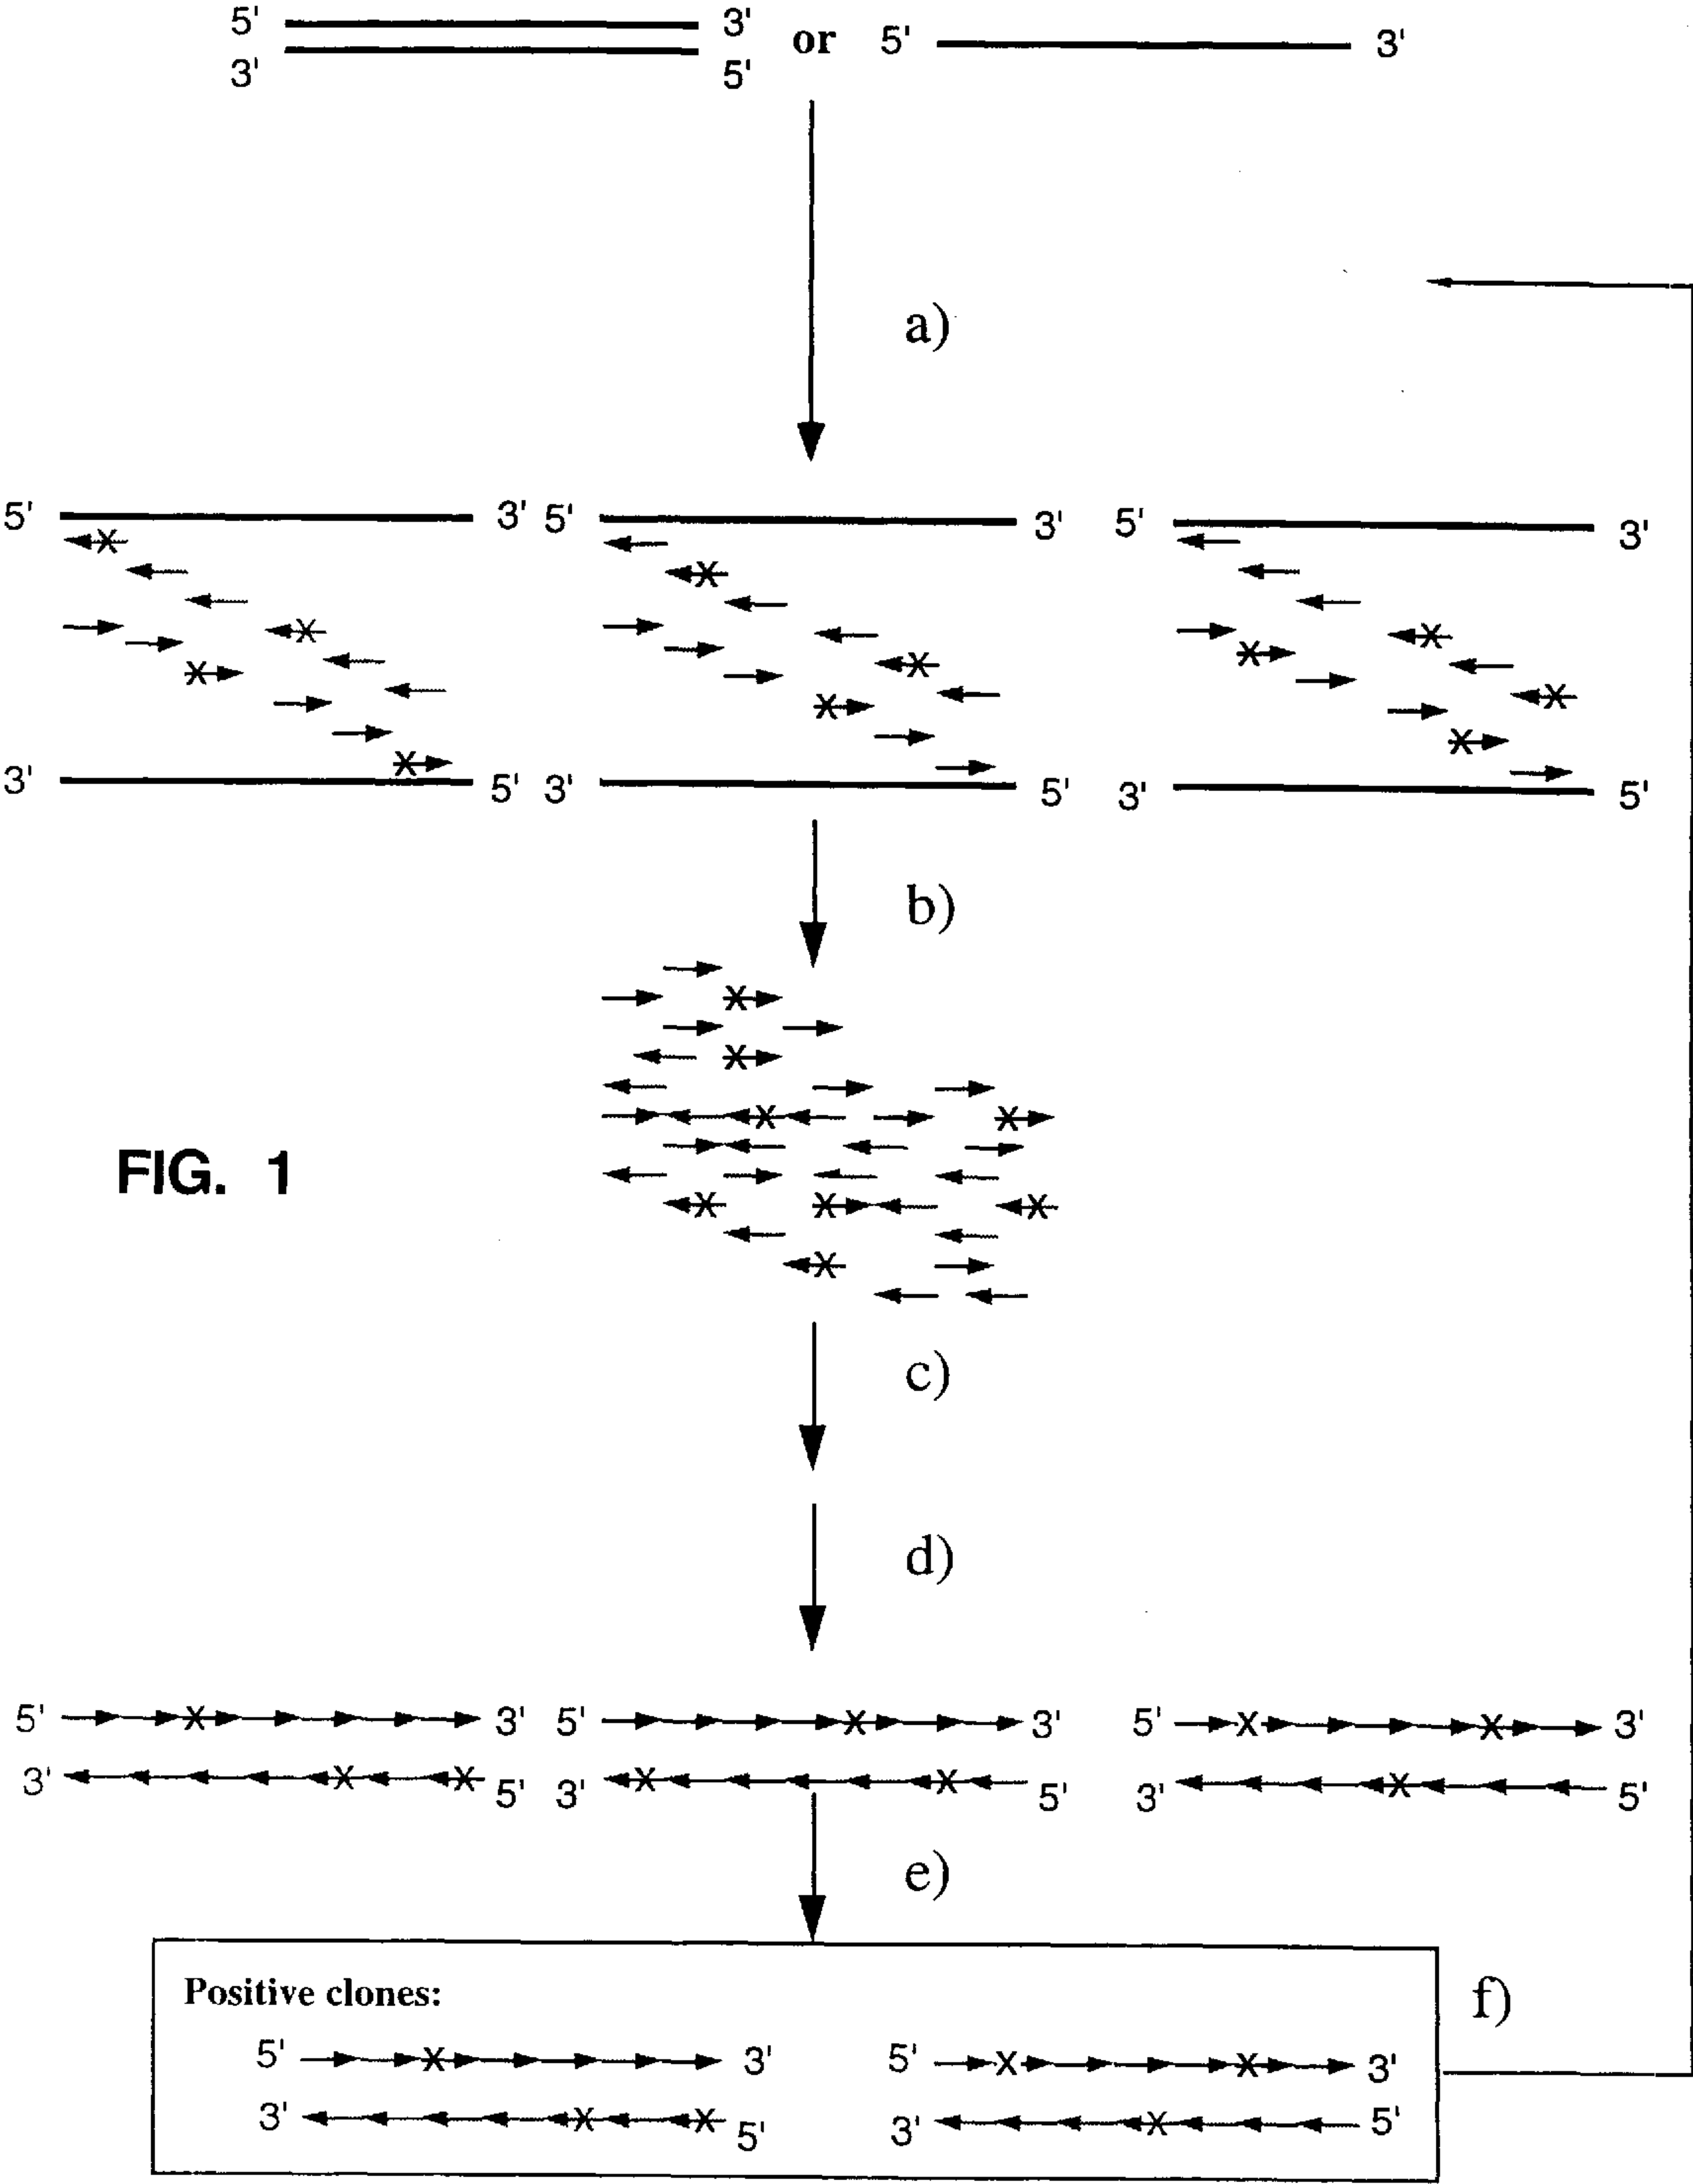 5' 3' or 5' 3'
3' 5'
a)
5' 3' 5' 3' 5' 3'
X
X
X X
X X
X X X
X
X X
3' 5' 3' 5' 3' 5'
b)
X
X
X X
FIG. 1
X X X
X
c)
d)
5' X 3' 5' X 3' 5' X X 3'
3' X X 5' 3' X X 5' 3' X 5'
e)
Positive clones:
f)
5' X 3' 5' X X 3'
3' X X 5' 3' X 5'